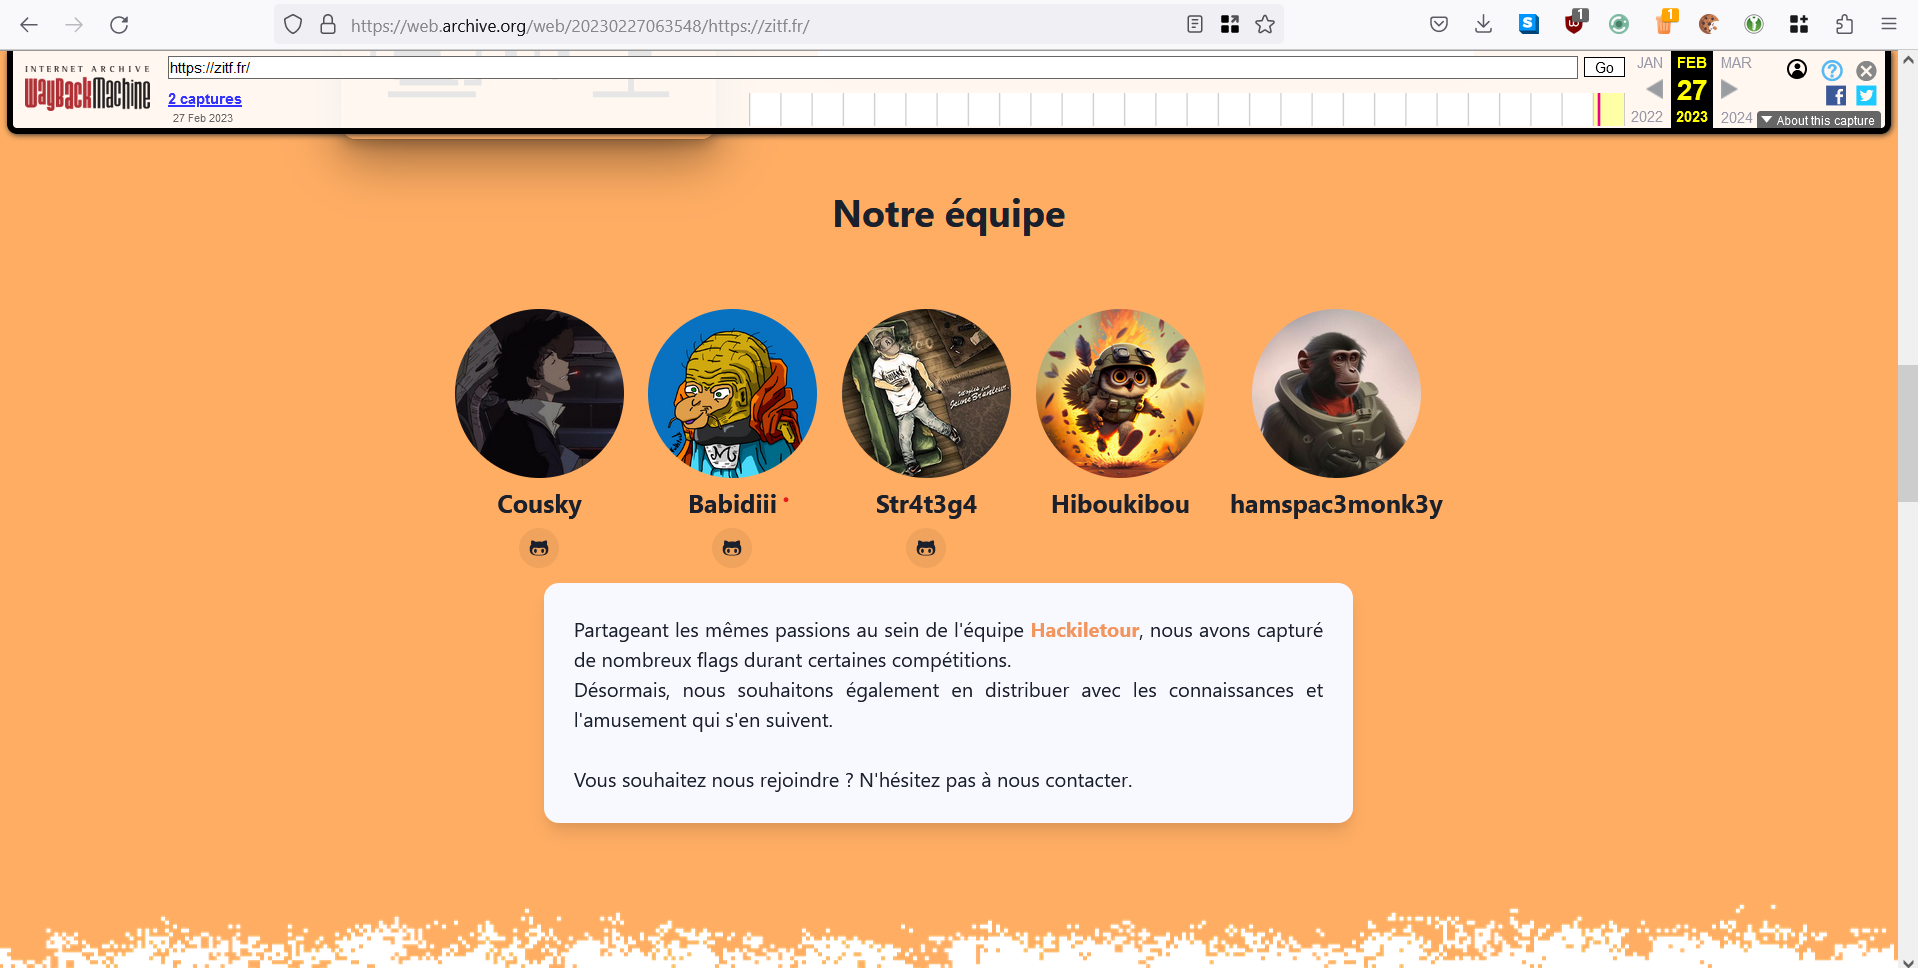 https://web.archive.org/web/20230227063548/https://zitf.fr/
1
1
INTERNET ARCHIVE
WayBackMachine
https://zitf.fr/
Go
2 captures
27 Feb 2023
JAN
FEB
MAR
27
2022
2023
2024
About this capture
Notre équipe
Cousky
Babidiii
Str4t3g4
Hiboukibou
hamspac3monk3y
Partageant les mêmes passions au sein de l'équipe Hackiletour, nous avons capturé
de nombreux flags durant certaines compétitions.
Désormais, nous souhaitons également en distribuer avec les connaissances et
l'amusement qui s'en suivent.
Vous souhaitez nous rejoindre ? N'hésitez pas à nous contacter.